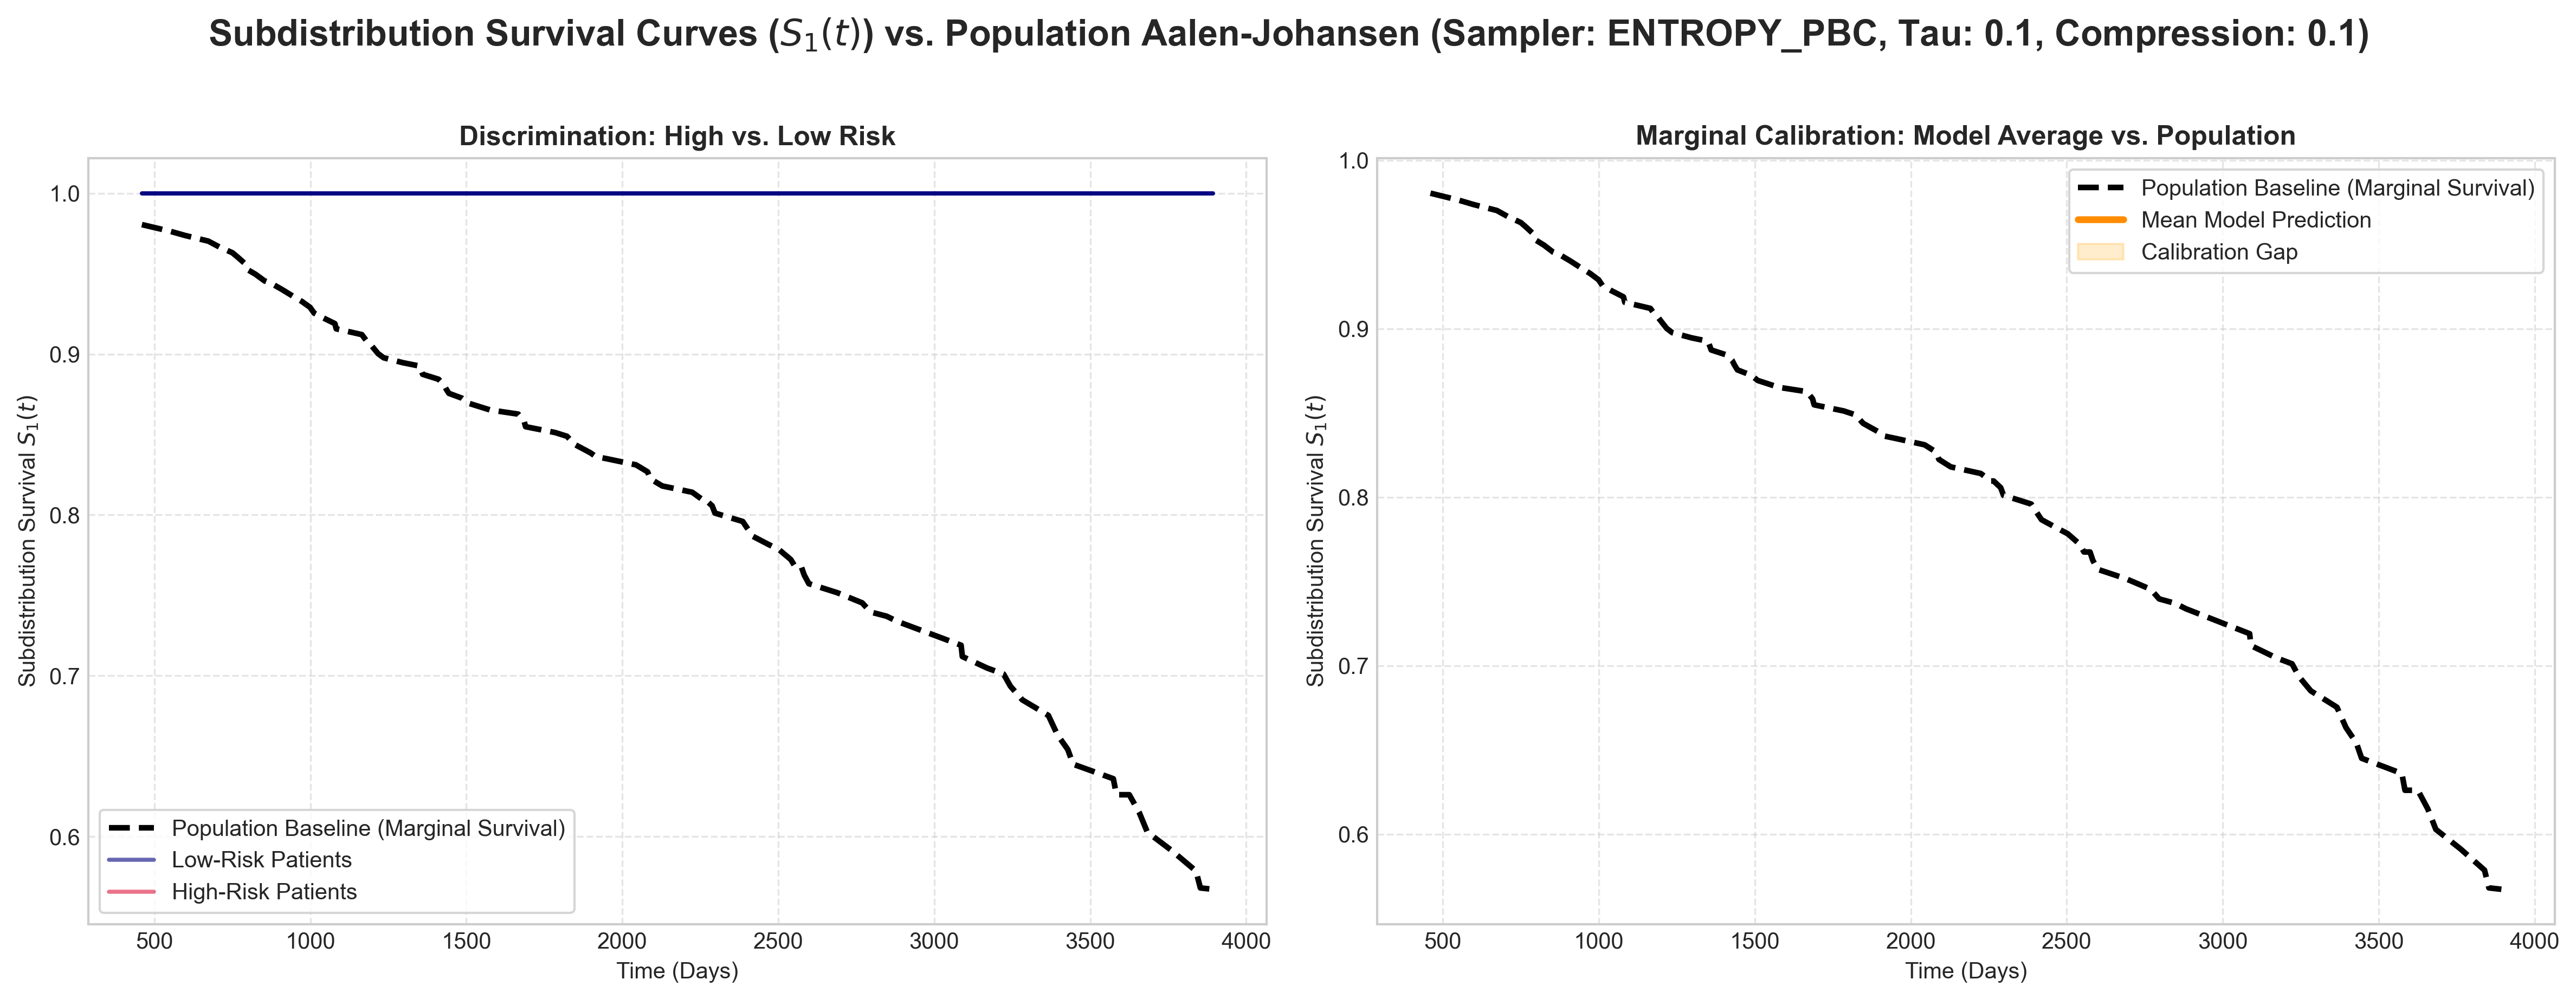 Subdistribution Survival Curves (S₁(t)) vs. Population Aalen-Johansen (Sampler: ENTROPY_PBC, Tau: 0.1, Compression: 0.1)
Discrimination: High vs. Low Risk
Subdistribution Survival S₁(t)
1.0
0.9
0.8
0.7
0.6
Population Baseline (Marginal Survival)
Low-Risk Patients
High-Risk Patients
500 1000 1500 2000 2500 3000 3500 4000
Time (Days)
Marginal Calibration: Model Average vs. Population
Subdistribution Survival S₁(t)
1.0
0.9
0.8
0.7
0.6
Population Baseline (Marginal Survival)
Mean Model Prediction
Calibration Gap
500 1000 1500 2000 2500 3000 3500 4000
Time (Days)